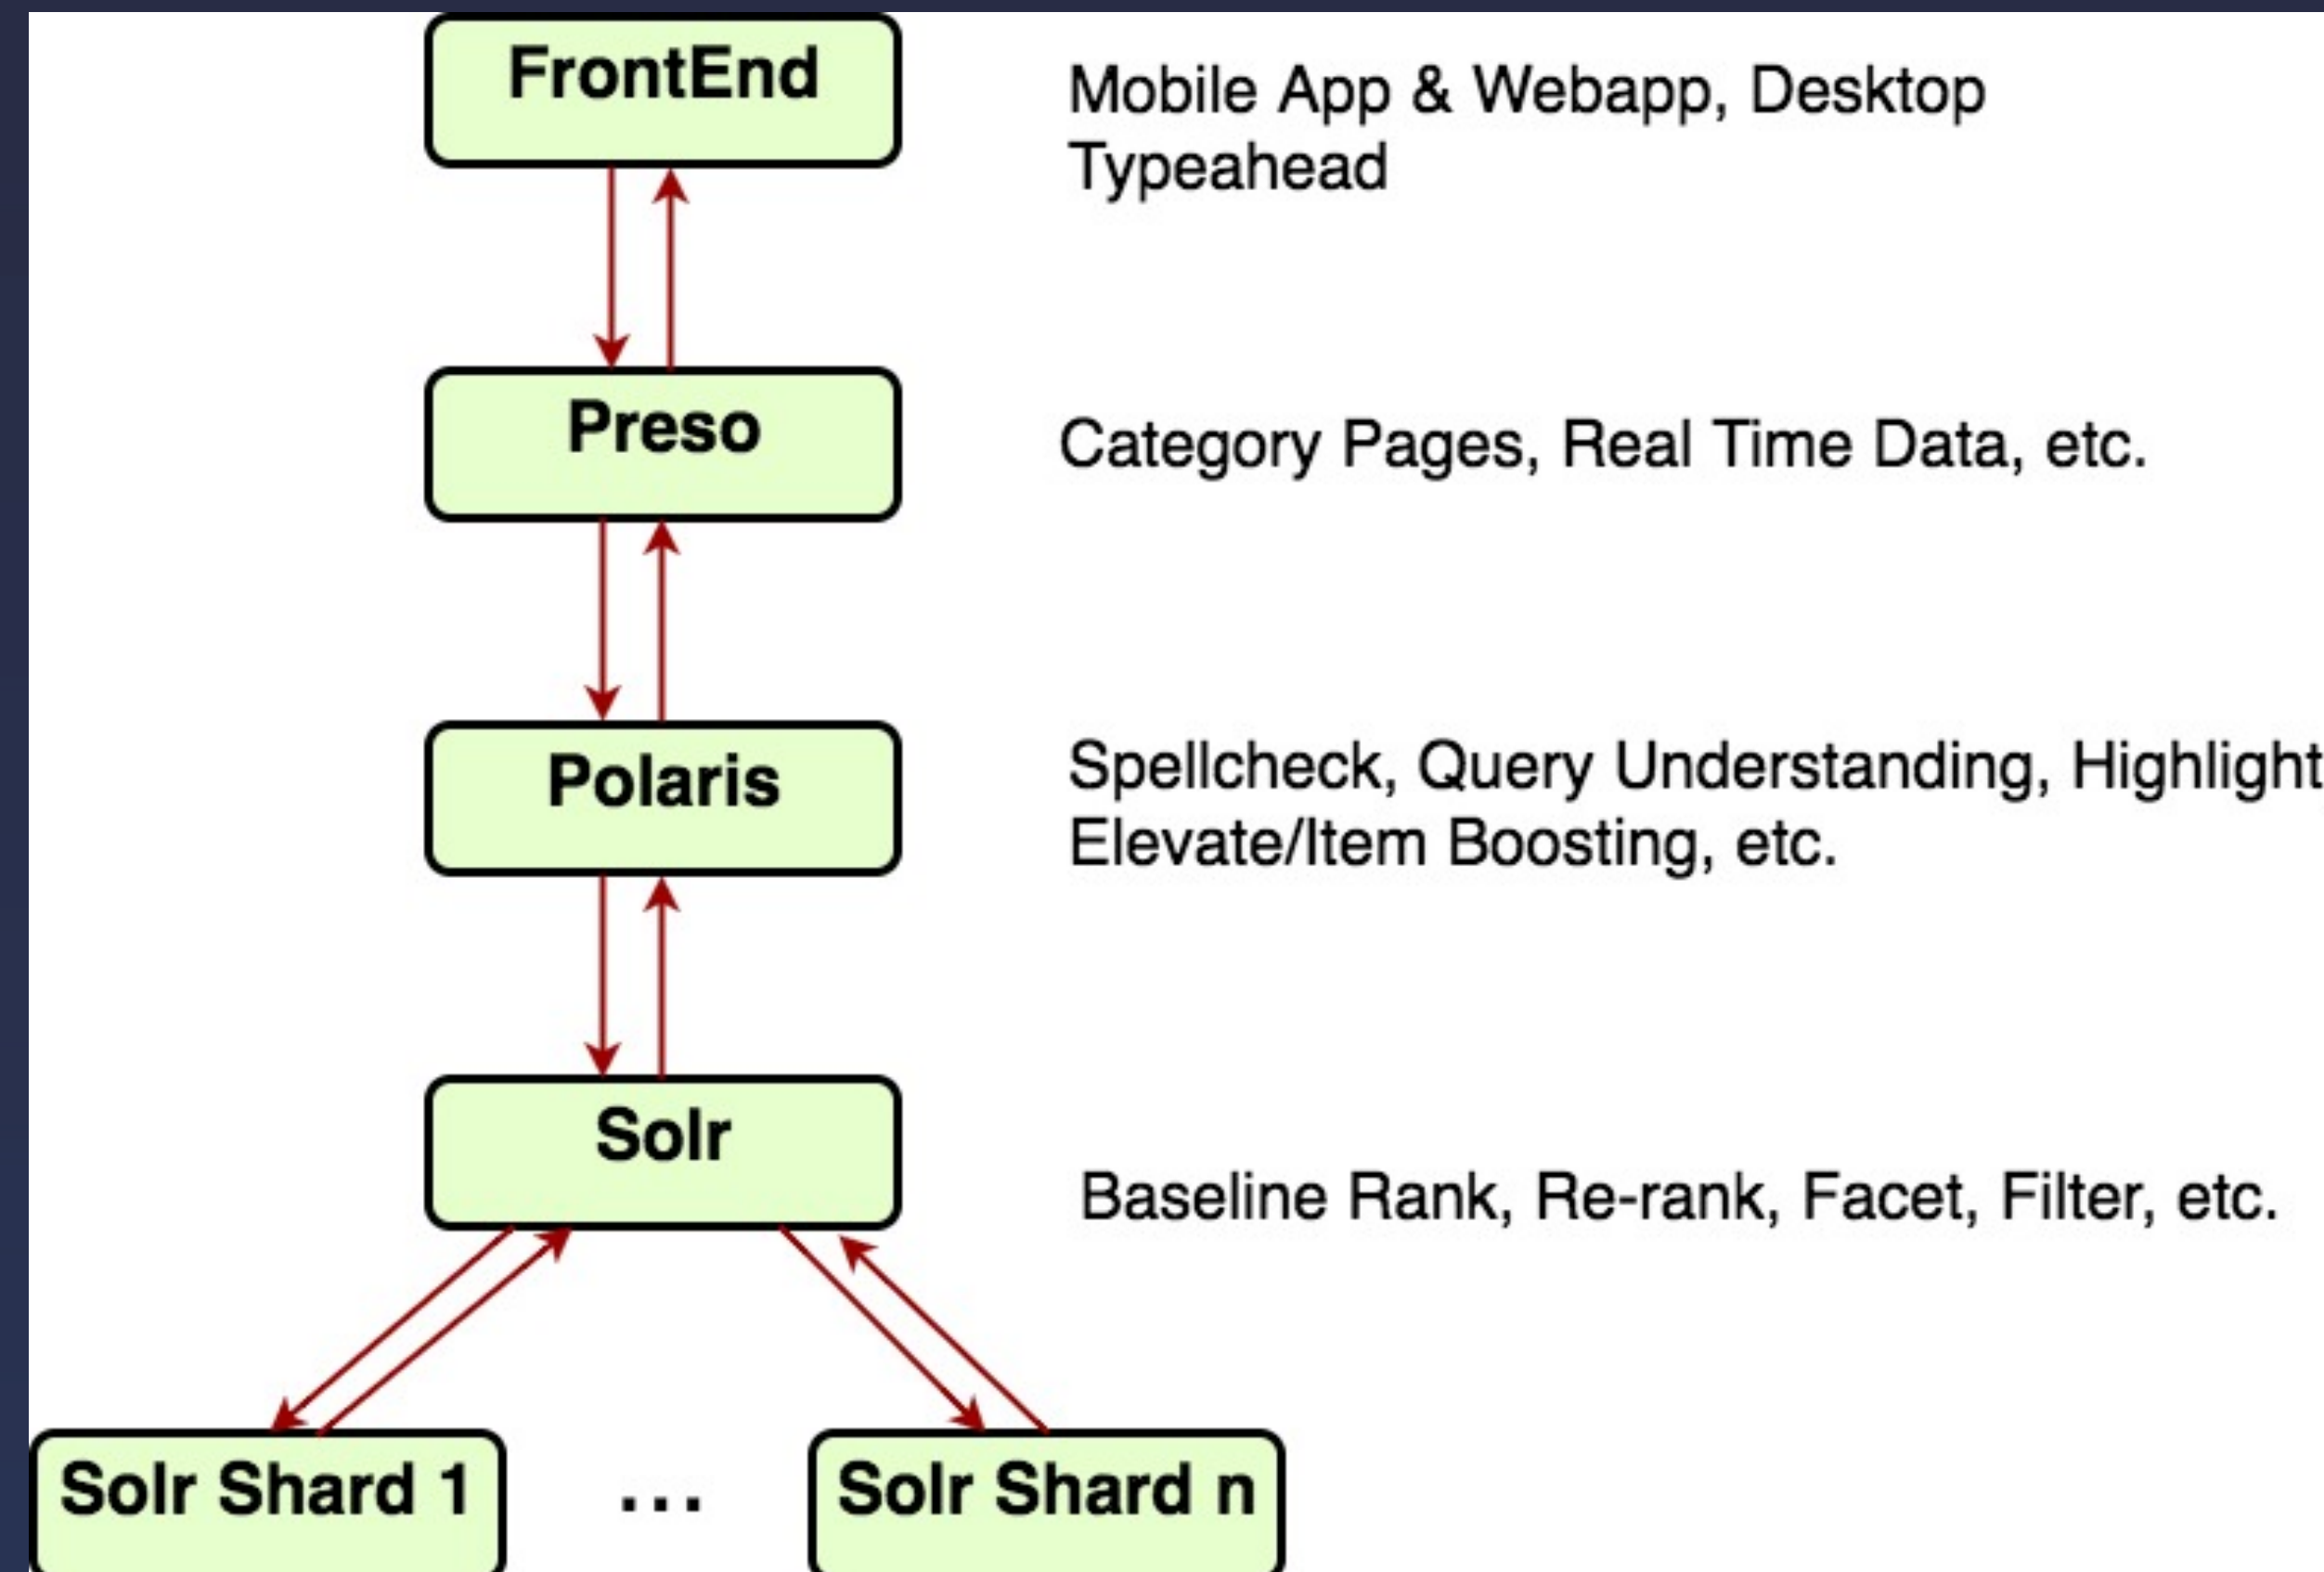 FrontEnd
Mobile App & Webapp, Desktop
Typeahead
Preso
Category Pages, Real Time Data, etc.
Polaris
Spellcheck, Query Understanding, Highlight
Elevate/Item Boosting, etc.
Solr
Baseline Rank, Re-rank, Facet, Filter, etc.
Solr Shard 1 ... Solr Shard n